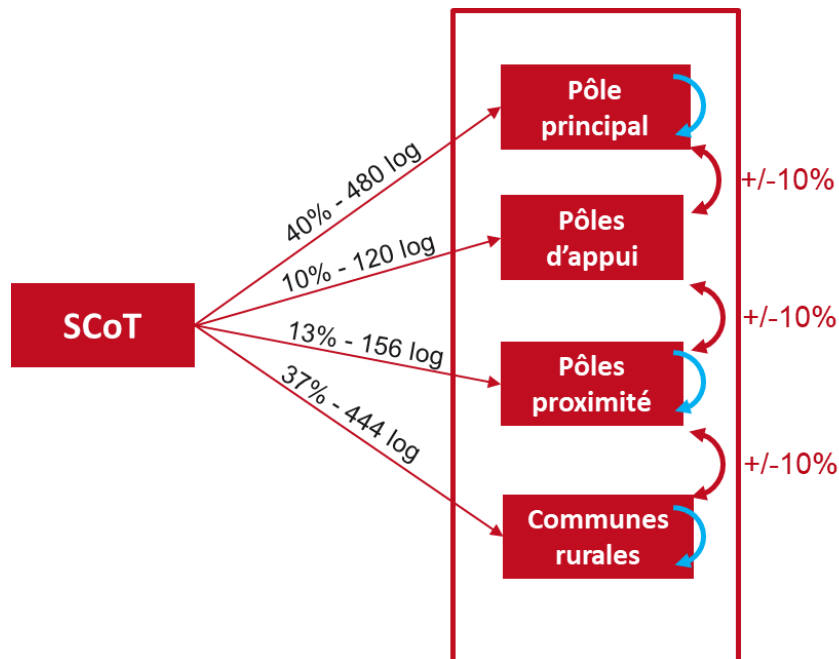 Pôle
principal
+/-10%
40% - 480 log
Pôles
d'appui
10% - 120 log
SCoT
+/-10%
13% - 156 log
Pôles
proximité
37% - 444 log
+/-10%
Communes
rurales